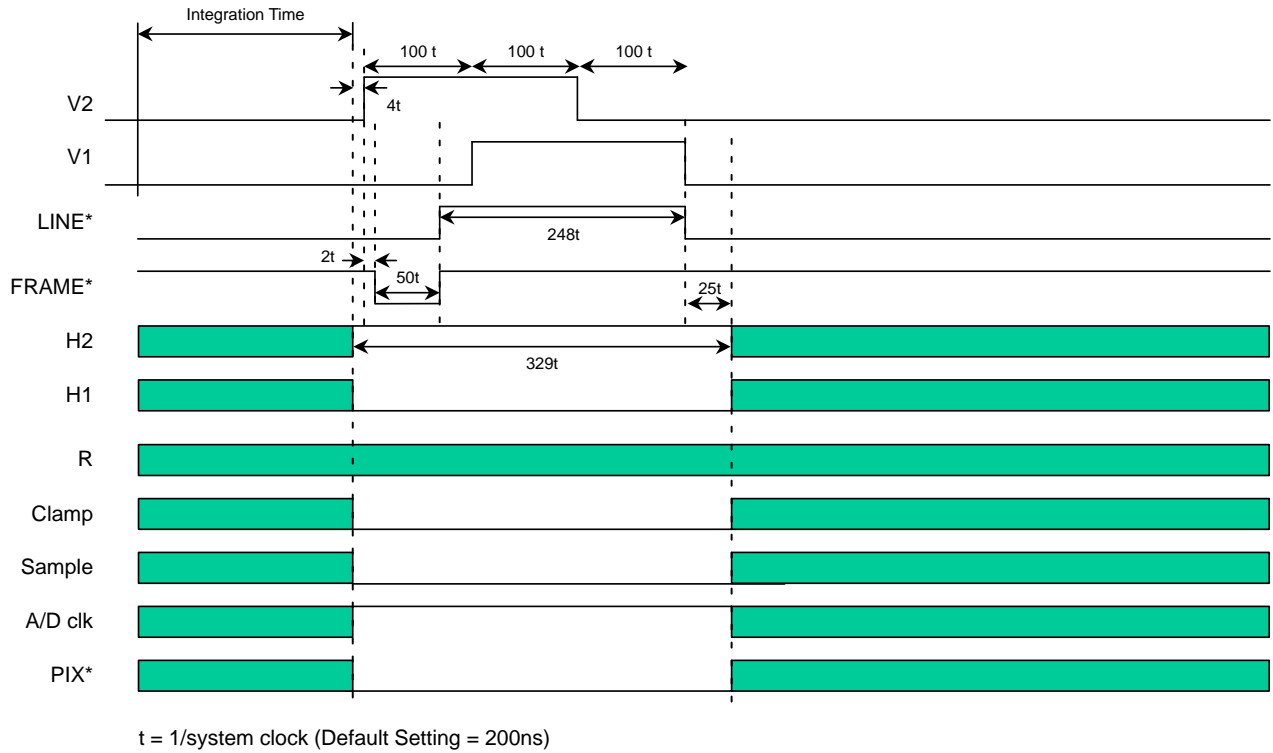 Integration Time
100 t 100 t 100 t
V2
4t
V1
LINE*
248t
2t
FRAME*
50t
25t
H2
329t
H1
R
Clamp
Sample
A/D clk
PIX*
t = 1/system clock (Default Setting = 200ns)